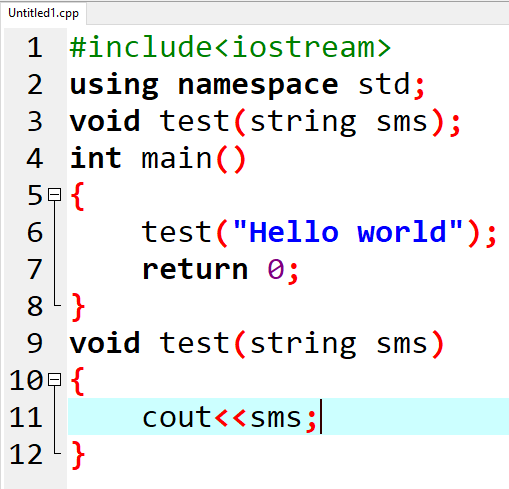 Untitled1.cpp
1 #include<iostream>
2 using namespace std;
3 void test(string sms);
4 int main()
5 {
6 test("Hello world");
7 return 0;
8 }
9 void test(string sms)
10 {
11 cout<<sms;
12 }